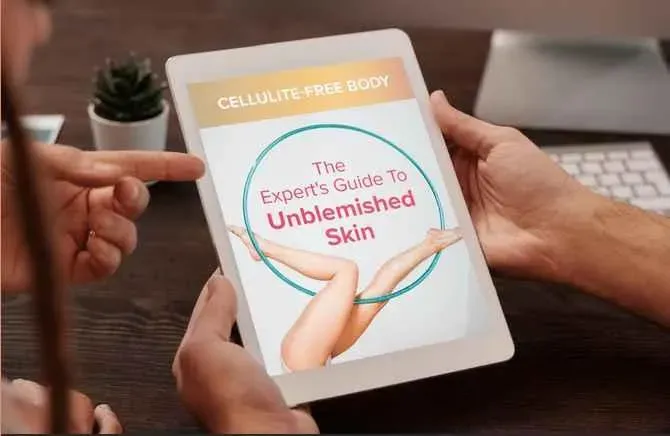 CELLULITE-FREE BODY
The
Expert's Guide To
Unblemished
Skin